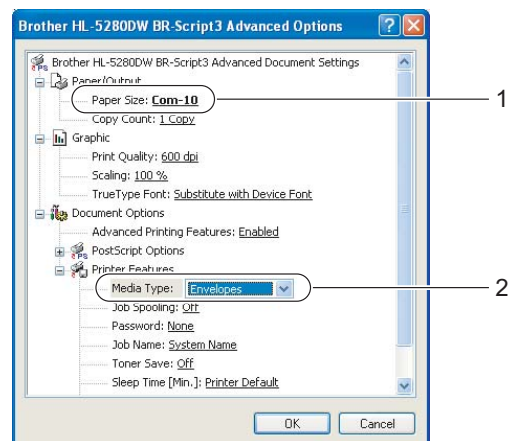 Brother HL-5280DW BR-Script3 Advanced Options
Brother HL-5280DW BR-Script3 Advanced Document Settings
Paper/Output
Paper Size: Com-10
1
Copy Count: 1 Copy
Graphic
Print Quality: 600 dpi
Scaling: 100 %
TrueType Font: Substitute with Device Font
Document Options
Advanced Printing Features: Enabled
PostScript Options
Printer Features
Media Type: Envelopes
2
Job Spooling: Off
Password: None
Job Name: System Name
Toner Save: Off
Sleep Time [Min.]: Printer Default
OK Cancel